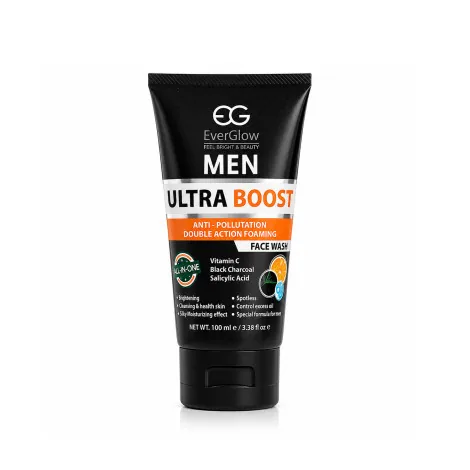 EG
EverGlow
FEEL BRIGHT & BEAUTY
MEN
ULTRA BOOST
ANTI - POLLUTION
DOUBLE ACTION FOAMING
FACE WASH
ALL-IN-ONE
Vitamin C
Black Charcoal
Salicylic Acid
• Brightening
• Cleansing & health skin
• Silky Moisturizing effect
• Spotless
• Control excess oil
• Special formula for men
NET WT. 100 ml e / 3.38 fl oz e